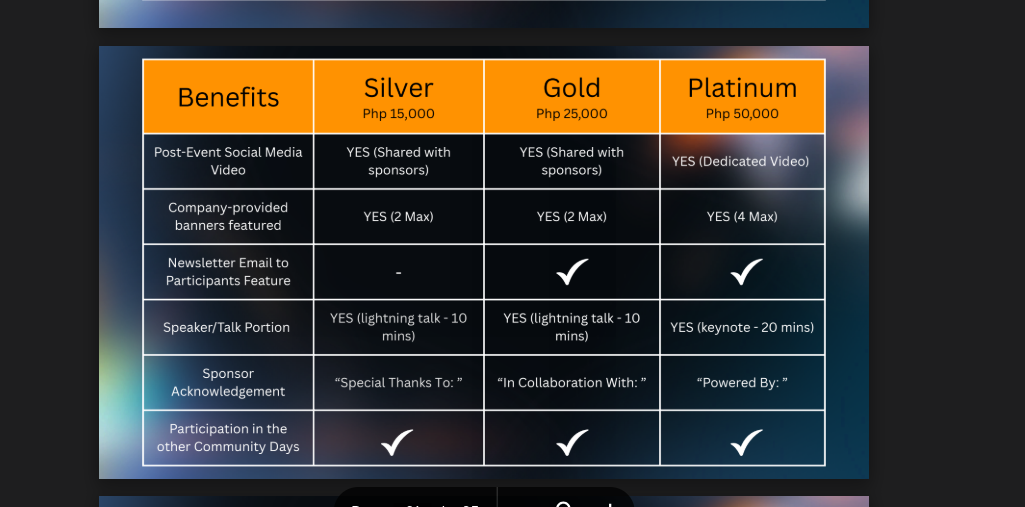 Benefits
Silver
Php 15,000
Gold
Php 25,000
Platinum
Php 50,000
Post-Event Social Media
Video
YES (Shared with
sponsors)
YES (Shared with
sponsors)
YES (Dedicated Video)
Company-provided
banners featured
YES (2 Max)
YES (2 Max)
YES (4 Max)
Newsletter Email to
Participants Feature
-
✓
✓
Speaker/Talk Portion
YES (lightning talk - 10
mins)
YES (lightning talk - 10
mins)
YES (keynote - 20 mins)
Sponsor
Acknowledgement
“Special Thanks To: ”
“In Collaboration With: ”
“Powered By: ”
Participation in the
other Community Days
✓
✓
✓